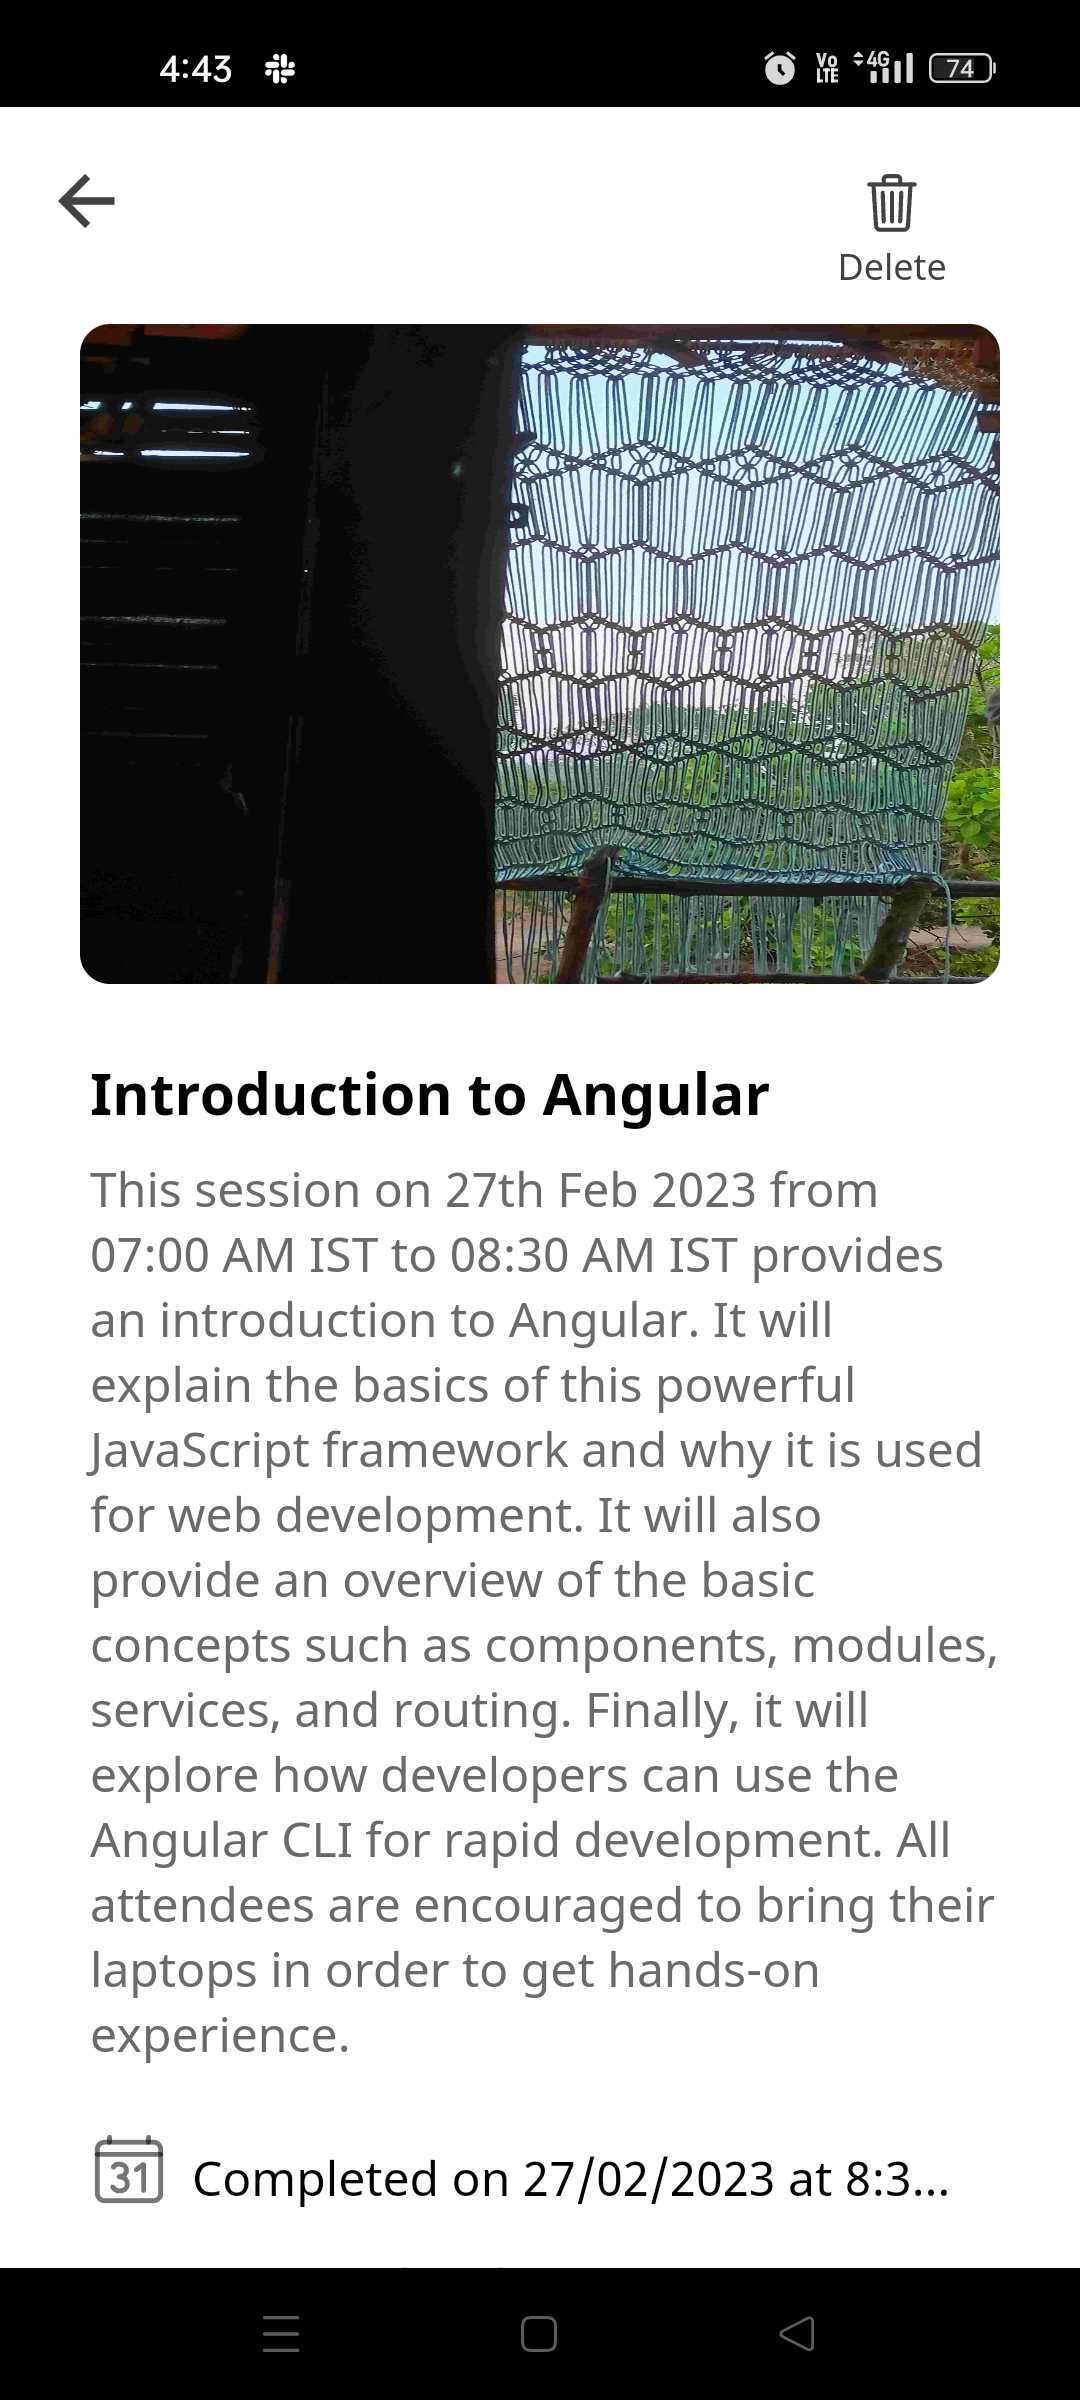 4:43
Vo
LTE
4G
74
Delete
Introduction to Angular
This session on 27th Feb 2023 from
07:00 AM IST to 08:30 AM IST provides
an introduction to Angular. It will
explain the basics of this powerful
JavaScript framework and why it is used
for web development. It will also
provide an overview of the basic
concepts such as components, modules,
services, and routing. Finally, it will
explore how developers can use the
Angular CLI for rapid development. All
attendees are encouraged to bring their
laptops in order to get hands-on
experience.
31
Completed on 27/02/2023 at 8:3...